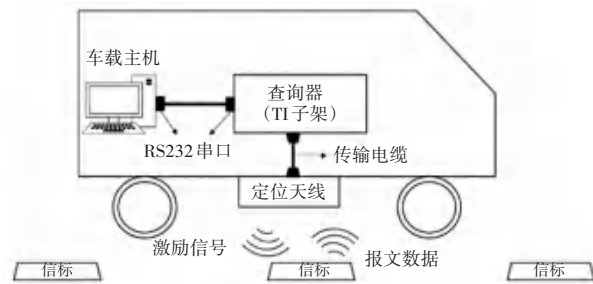 车载主机
查询器
（TI子架）
RS232串口
传输电缆
定位天线
激励信号
报文数据
信标
信标
信标